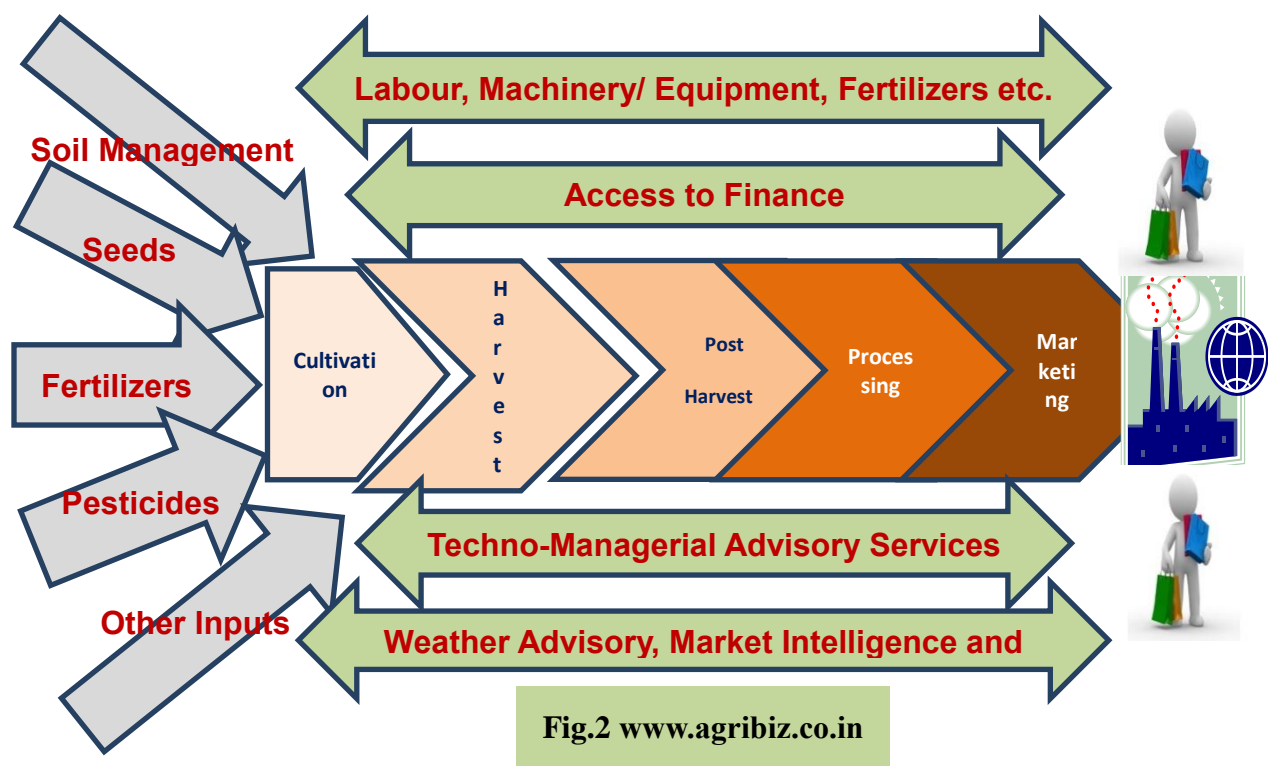 Labour, Machinery/ Equipment, Fertilizers etc.
Soil Management
Access to Finance
Seeds
Fertilizers
Pesticides
Other Inputs
Cultivati
on
H
a
r
v
e
s
t
Post
Harvest
Proces
sing
Mar
keti
ng
Techno-Managerial Advisory Services
Weather Advisory, Market Intelligence and
Fig.2 www.agribiz.co.in